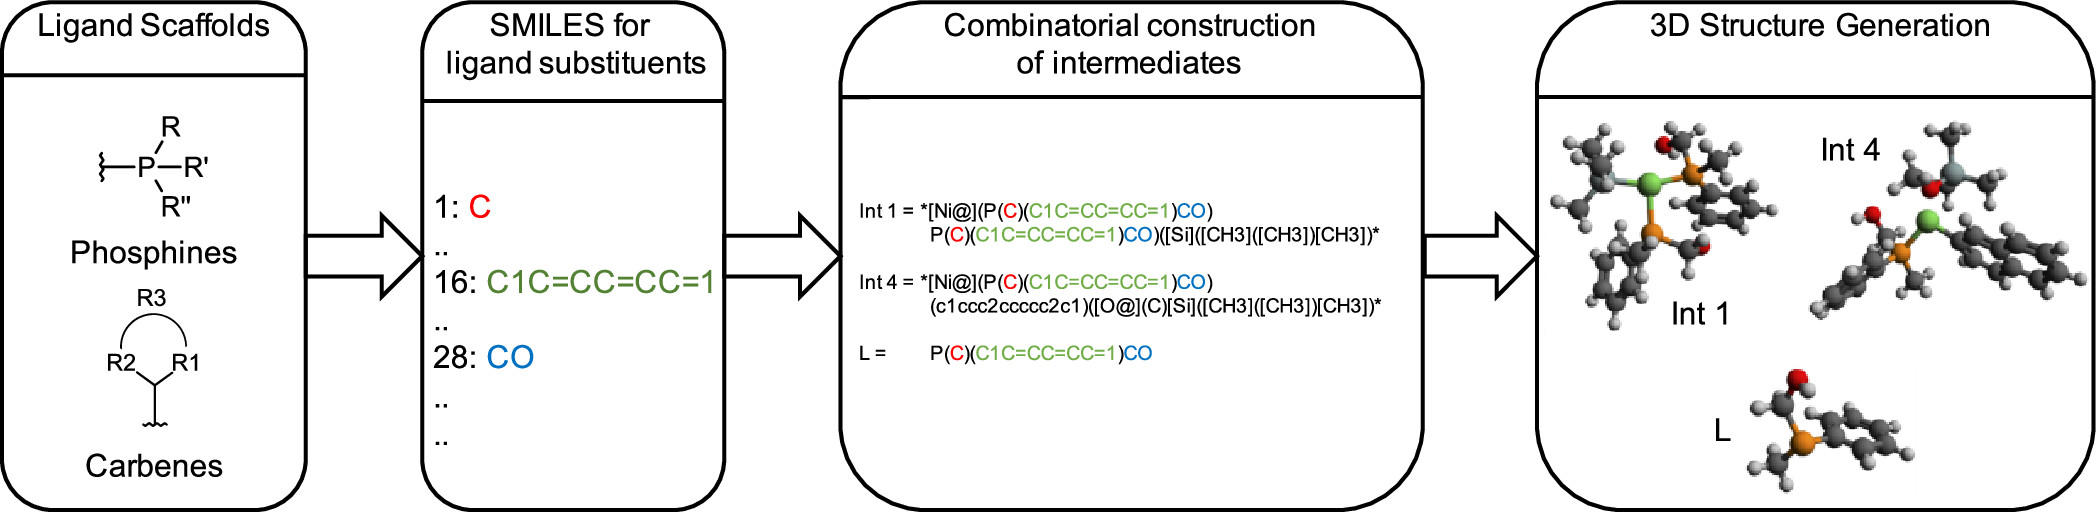 Ligand Scaffolds
R
P
R'
R"
Phosphines
R3
R2
R1
Carbenes
SMILES for
ligand substituents
1: C
..
16: C1C=CC=CC=1
..
28: CO
..
..
Combinatorial construction
of intermediates
Int 1 = *[Ni@](P(C)(C1C=CC=CC=1)CO)
P(C)(C1C=CC=CC=1)CO)([Si]([CH3]([CH3])[CH3])*
Int 4 = *[Ni@](P(C)(C1C=CC=CC=1)CO)
(c1ccc2ccccc2c1)([O@](C)[Si]([CH3]([CH3])[CH3])*
L = P(C)(C1C=CC=CC=1)CO
3D Structure Generation
Int 4
Int 1
L